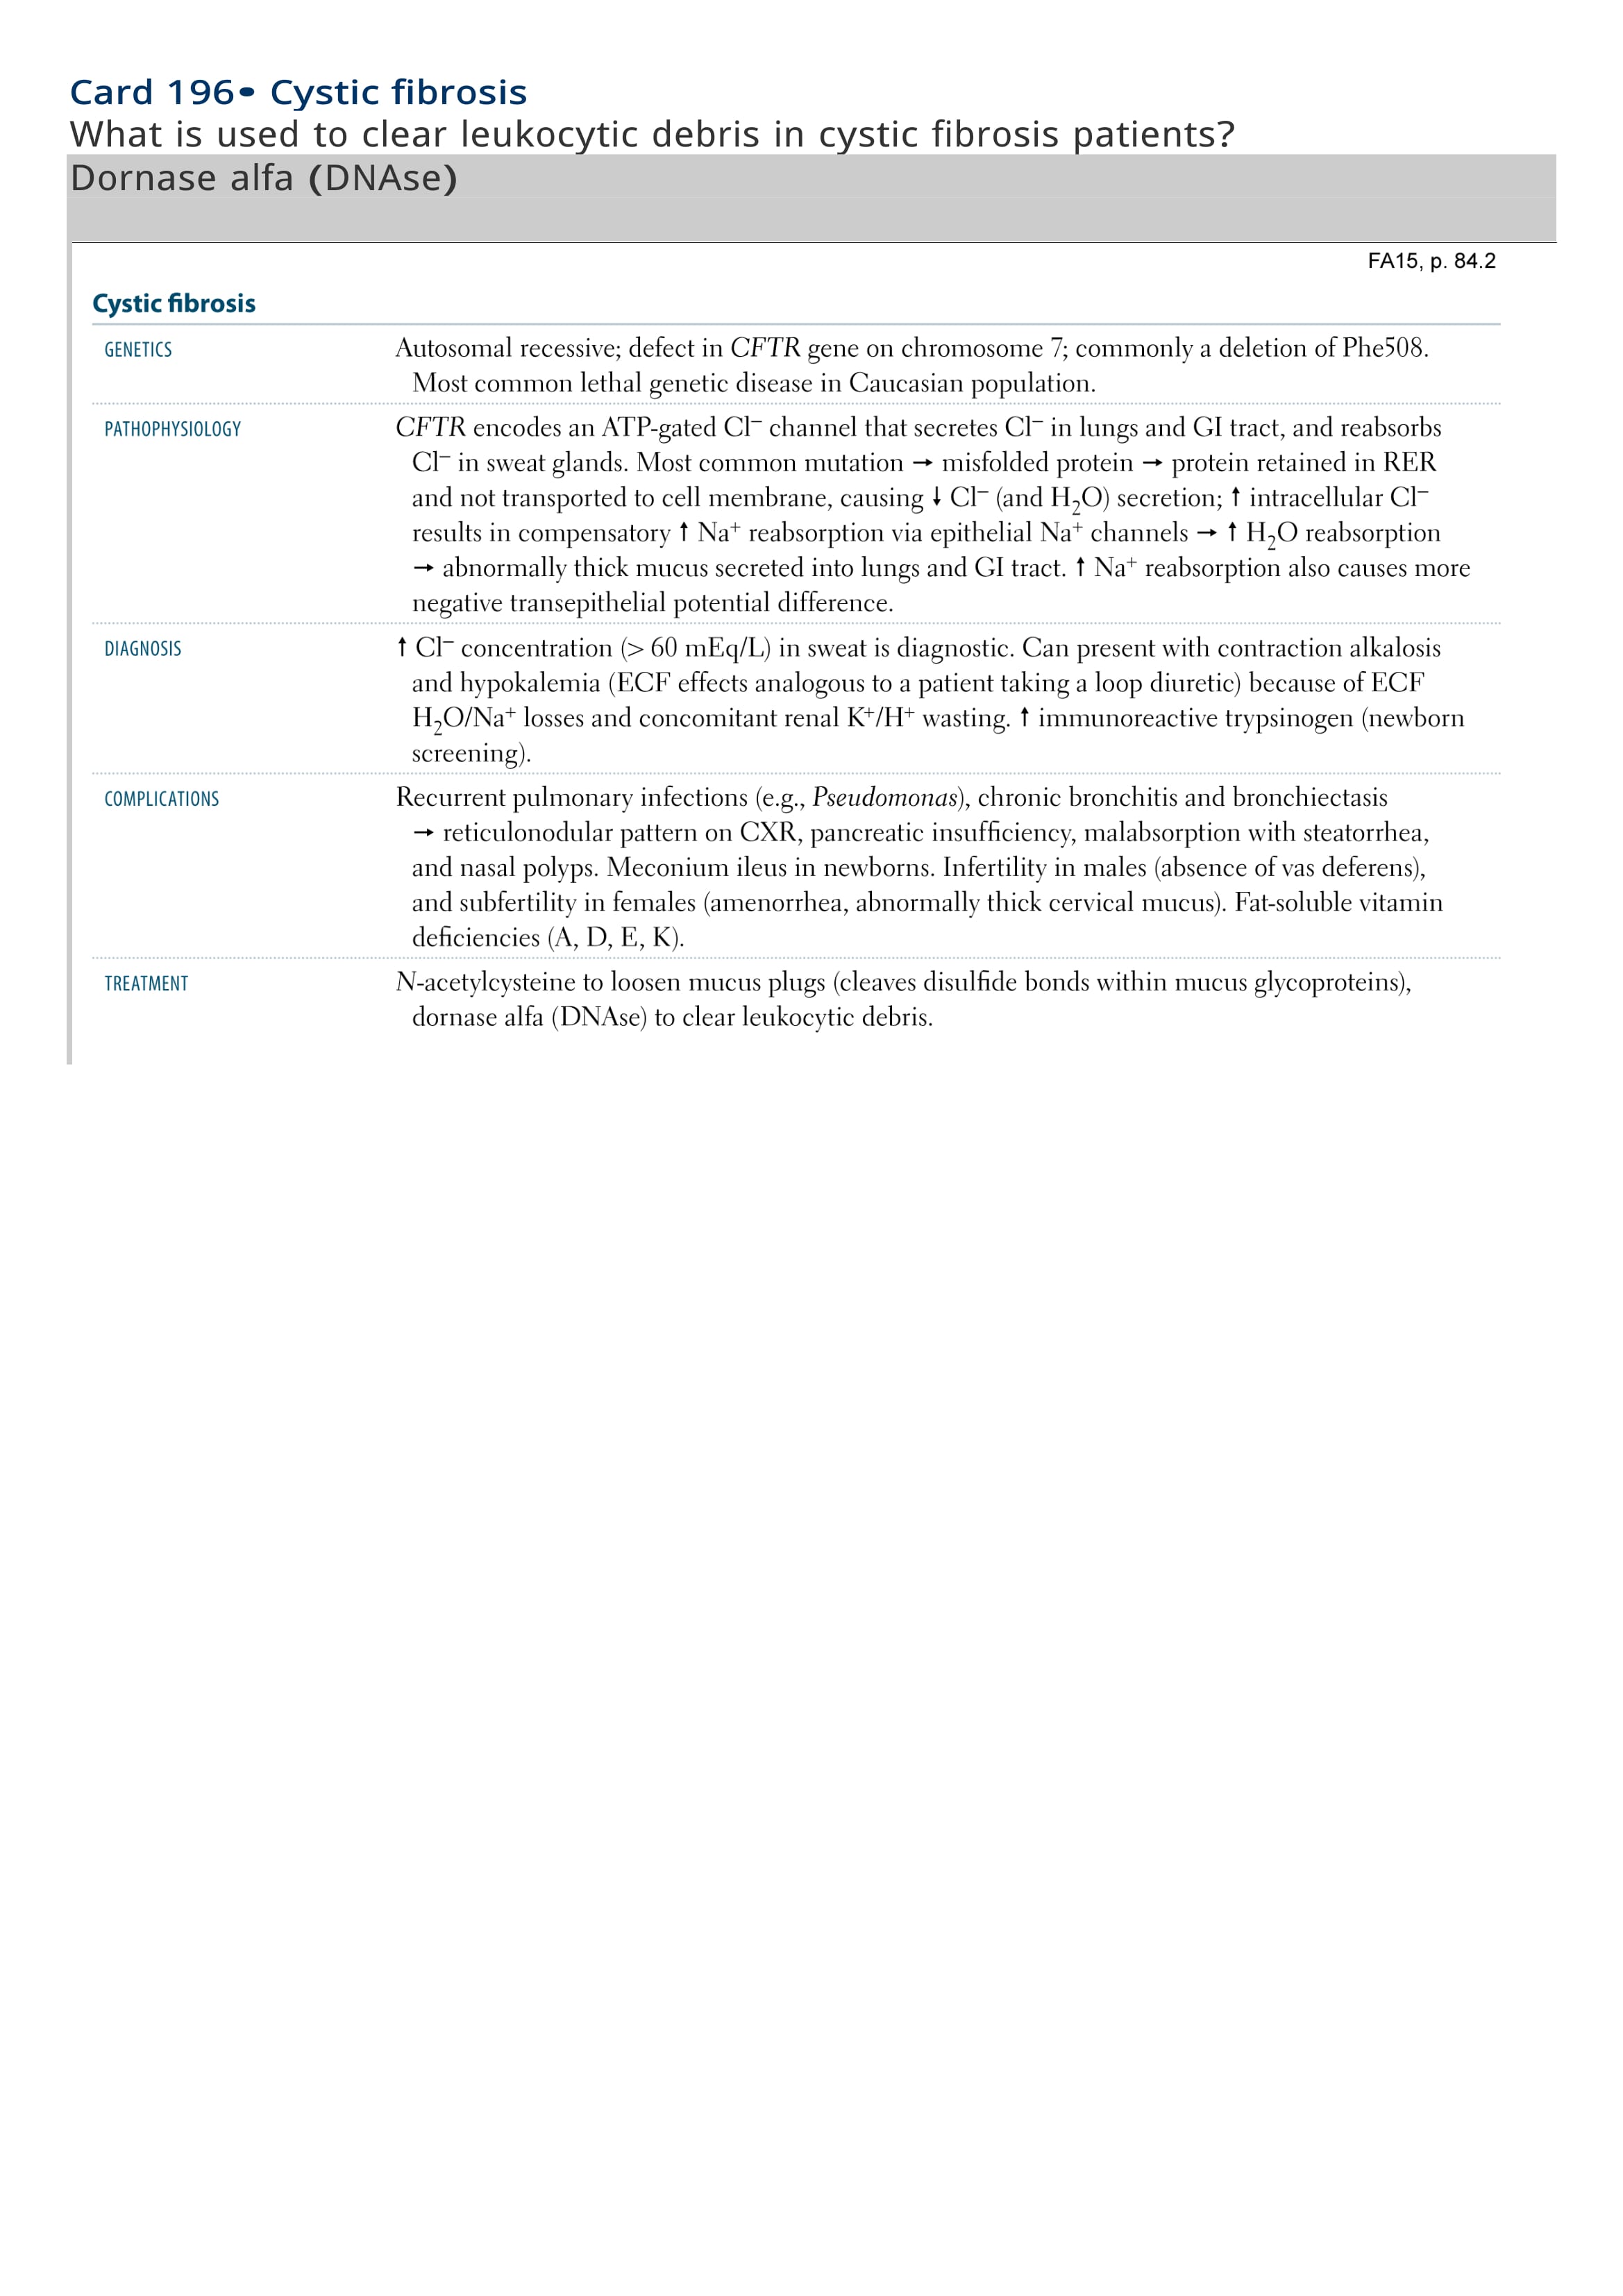 Card 196• Cystic fibrosis
What is used to clear leukocytic debris in cystic fibrosis patients?
Dornase alfa (DNAse)
FA15, p. 84.2
Cystic fibrosis
GENETICS
Autosomal recessive; defect in CFTR gene on chromosome 7; commonly a deletion of Phe508.
Most common lethal genetic disease in Caucasian population.
PATHOPHYSIOLOGY
CFTR encodes an ATP-gated Cl⁻ channel that secretes Cl⁻ in lungs and GI tract, and reabsorbs
Cl⁻ in sweat glands. Most common mutation → misfolded protein → protein retained in RER
and not transported to cell membrane, causing ↓ Cl⁻ (and H₂O) secretion; ↑ intracellular Cl⁻
results in compensatory ↑ Na⁺ reabsorption via epithelial Na⁺ channels → ↑ H₂O reabsorption
→ abnormally thick mucus secreted into lungs and GI tract. ↑ Na⁺ reabsorption also causes more
negative transepithelial potential difference.
DIAGNOSIS
↑ Cl⁻ concentration (> 60 mEq/L) in sweat is diagnostic. Can present with contraction alkalosis
and hypokalemia (ECF effects analogous to a patient taking a loop diuretic) because of ECF
H₂O/Na⁺ losses and concomitant renal K⁺/H⁺ wasting. ↑ immunoreactive trypsinogen (newborn
screening).
COMPLICATIONS
Recurrent pulmonary infections (e.g., Pseudomonas), chronic bronchitis and bronchiectasis
→ reticulonodular pattern on CXR, pancreatic insufficiency, malabsorption with steatorrhea,
and nasal polyps. Meconium ileus in newborns. Infertility in males (absence of vas deferens),
and subfertility in females (amenorrhea, abnormally thick cervical mucus). Fat-soluble vitamin
deficiencies (A, D, E, K).
TREATMENT
N-acetylcysteine to loosen mucus plugs (cleaves disulfide bonds within mucus glycoproteins),
dornase alfa (DNAse) to clear leukocytic debris.